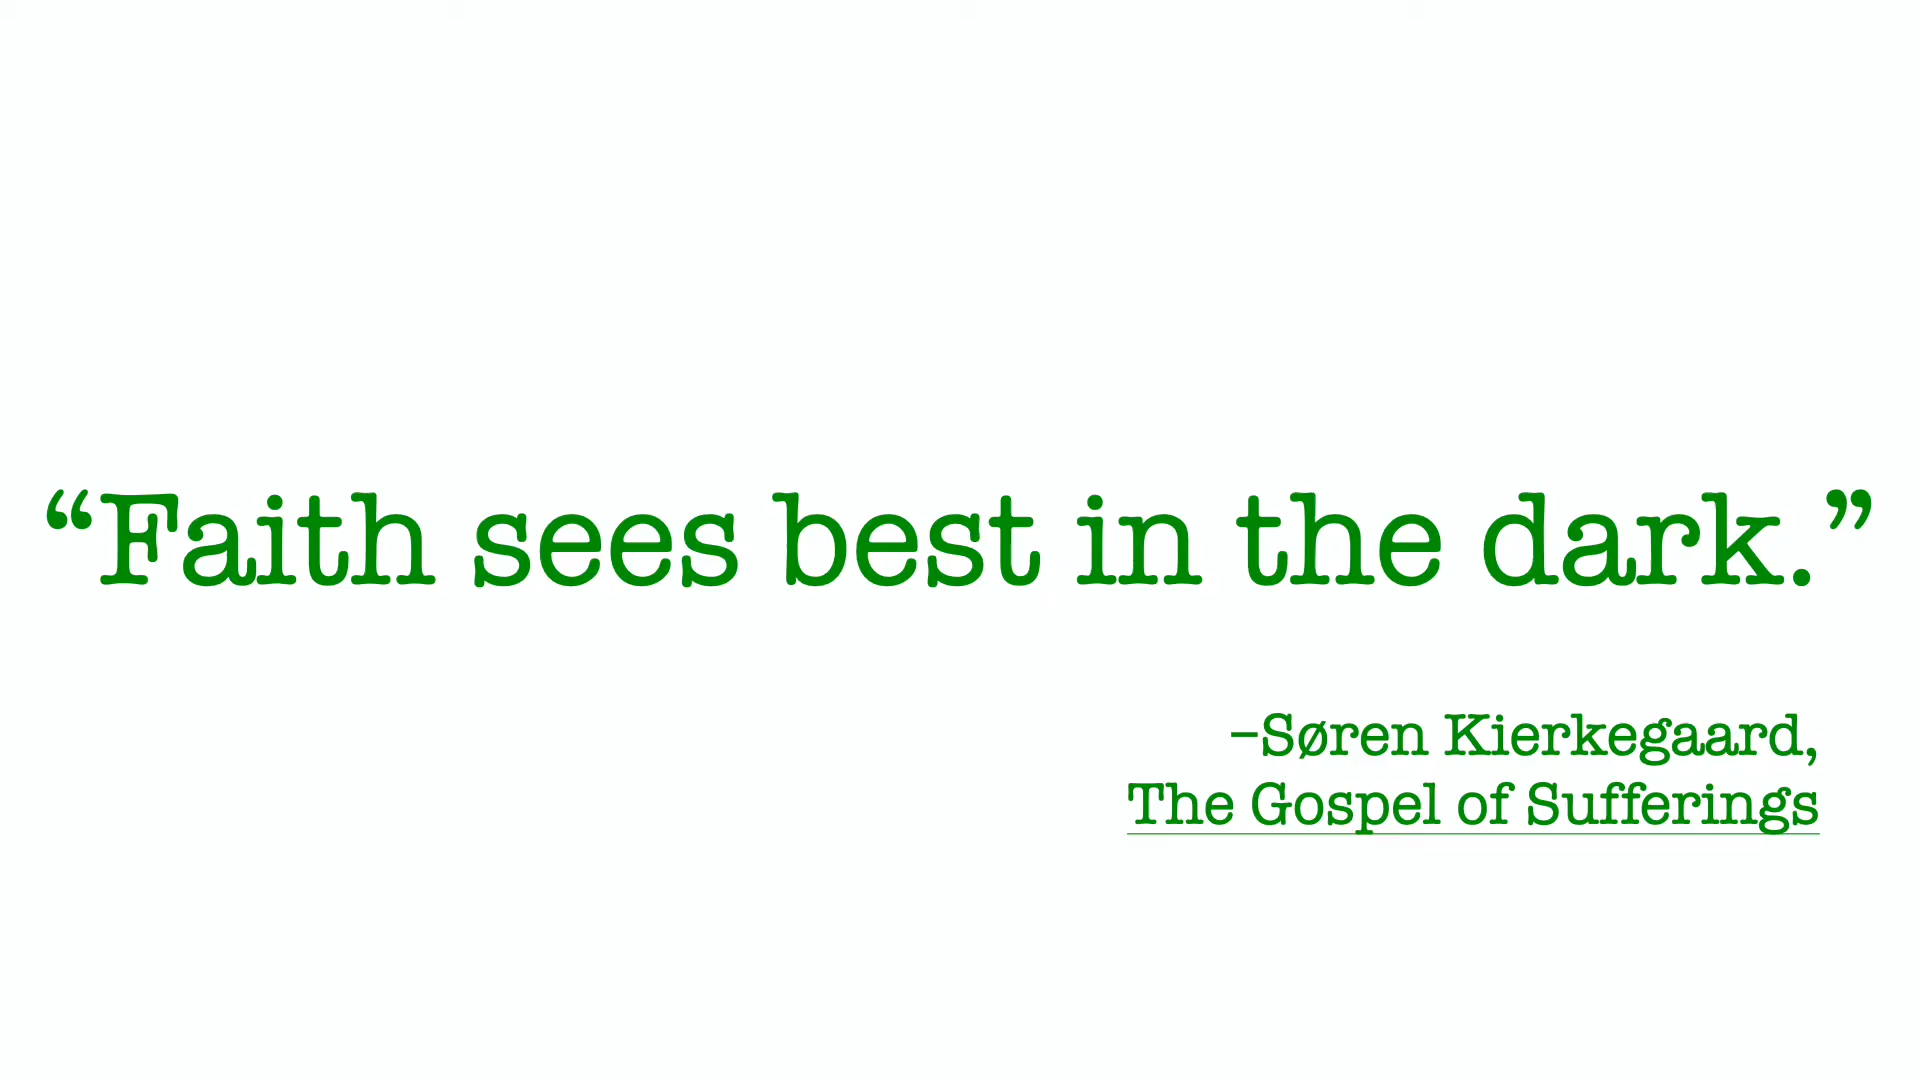 “Faith sees best in the dark.”
–Søren Kierkegaard,
The Gospel of Sufferings